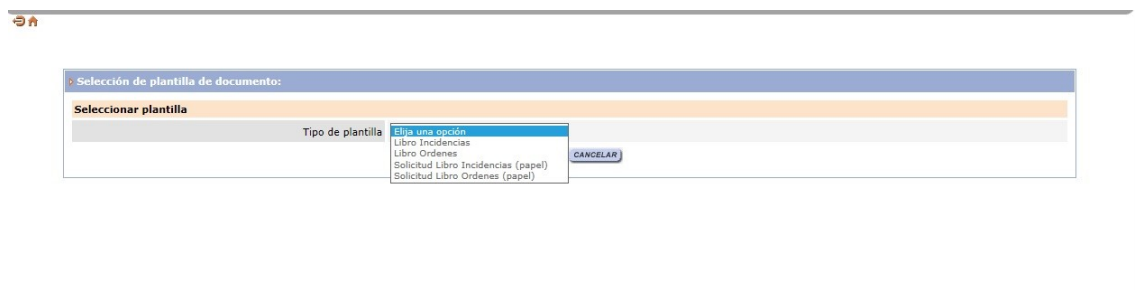 Selección de plantilla de documento:
Seleccionar plantilla
Tipo de plantilla Elija una opción
Libro Incidencias
Libro Ordenes
Solicitud Libro Incidencias (papel)
Solicitud Libro Ordenes (papel)
CANCELAR